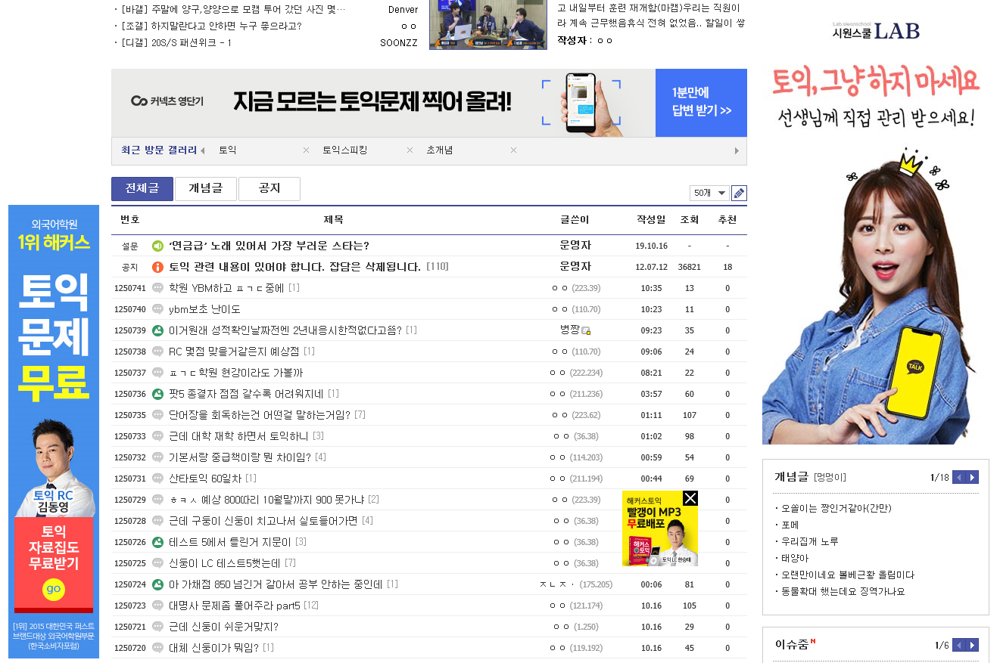 · [바갤] 주말에 양구,양양으로 모캠 투어 갔던 사진 몇… Denver
· [조갤] 하지말란다고 안하면 누구 좋으라고? ㅇㅇ
· [디갤] 20S/S 패션위크 - 1 SOONZZ
고 내일부터 훈련 재개함(마캠)우리는 직원이
라 계속 근무했음휴식 전혀 없었음.. 할일이 쌓
작성자 : ㅇㅇ
커넥츠 영단기
지금 모르는 토익문제 찍어 올려!
1분만에
답변 받기 >>
최근 방문 갤러리 토익 토익스피킹 초개념
전체글 개념글 공지
50개
번호 제목 글쓴이 작성일 조회 추천
설문 '연금급' 노래 있어서 가장 부러운 스타는? 운영자 19.10.16 - -
공지 토익 관련 내용이 있어야 합니다. 잡담은 삭제됩니다. [110] 운영자 12.07.12 36821 18
1250741 학원 YBM하고 ㅍㄱㄷ중에 [1] ㅇㅇ (223.39) 10:35 13 0
1250740 ybm보초 난이도 ㅇㅇ (110.70) 10:23 11 0
1250739 이거원래 성적확인날짜전엔 2년내응시한적없다고뜸? [1] 병짱 09:23 35 0
1250738 RC 몇점 맞을거같은지 예상점 [1] ㅇㅇ (110.70) 09:06 24 0
1250737 ㅍㄱㄷ학원 현강이라도 가볼까 ㅇㅇ (222.234) 08:21 22 0
1250736 팟5 종결자 점점 갈수록 어려워지네 [1] ㅇㅇ (211.236) 03:57 60 0
1250735 단어장을 회독하는건 어떤걸 말하는거임? [7] ㅇㅇ (223.62) 01:11 107 0
1250733 근데 대학 재학 하면서 토익하니 [3] ㅇㅇ (36.38) 01:02 98 0
1250732 기본서랑 중급책이랑 뭔 차이임? [4] ㅇㅇ (114.203) 00:59 54 0
1250731 산타토익 60일차 [1] ㅇㅇ (211.194) 00:44 69 0
1250729 ㅎㅋㅅ 예상 800따리 10월말까지 900 못가냐 [2] ㅇㅇ (223.39) 0
1250728 근데 구둥이 신둥이 치고나서 실토들어가면 [4] ㅇㅇ (36.38) 0
1250726 테스트 5에서 틀린거 지문이 [3] ㅇㅇ (36.38) 0
1250725 신둥이 LC 테스트5했는데 [7] ㅇㅇ (36.38) 0
1250724 아 가채점 850 넘긴거 같아서 공부 안하는 중인데 [1] ㅈㄴㅈ· (175.205) 00:06 81 0
1250723 대명사 문제좀 풀어주라 part5 [12] ㅇㅇ (121.174) 10.16 105 0
1250721 근데 신둥이 쉬운거맞지? ㅇㅇ (1.250) 10.16 29 0
1250720 대체 신둥이가 뭐임? [1] ㅇㅇ (119.192) 10.16 45 0
해커스토익
빨갱이 MP3
무료배포
해커스
토익
토익 LC 한승태
외국어학원
1위 해커스
토익
문제
무료
토익 RC
김동영
토익
자료집도
무료받기
go
[1위] 2015 대한민국 퍼스트
브랜드대상 외국어학원부문
(한국소비자포럼)
Lab.siwonschool
시원스쿨 LAB
토익, 그냥 하지 마세요
선생님께 직접 관리 받으세요!
TALK
개념글 [멍멍이] 1/18
· 오쓸이는 짱인거같아(간만)
· 포메
· 우리집개 노루
· 태양아
· 오랜만이네요 볼베근황 올림미다
· 동물확대 했는데요 징역가나요
이슈줌 N 1/6